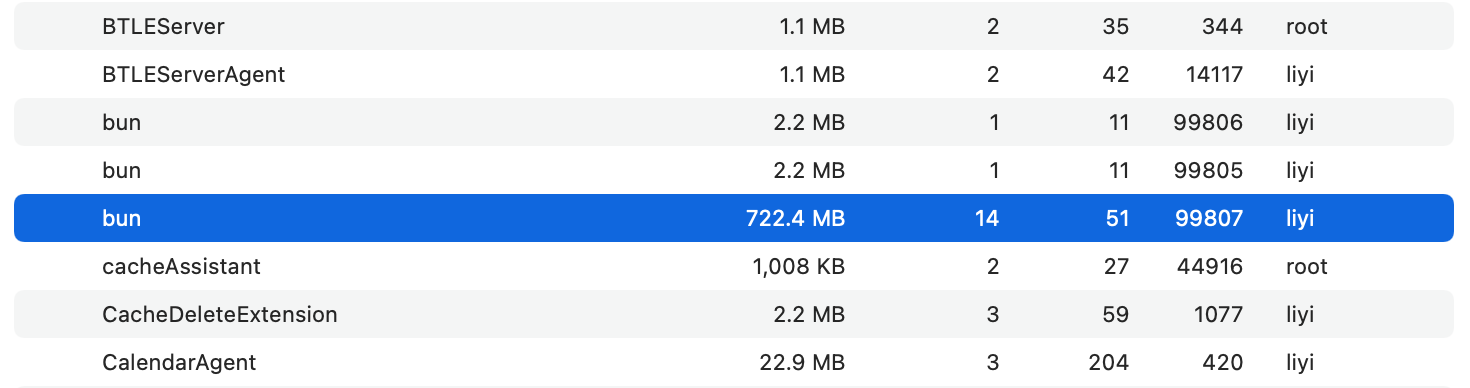 BTLEServer 1.1 MB 2 35 344 root
BTLEServerAgent 1.1 MB 2 42 14117 liyi
bun 2.2 MB 1 11 99806 liyi
bun 2.2 MB 1 11 99805 liyi
bun 722.4 MB 14 51 99807 liyi
cacheAssistant 1,008 KB 2 27 44916 root
CacheDeleteExtension 2.2 MB 3 59 1077 liyi
CalendarAgent 22.9 MB 3 204 420 liyi